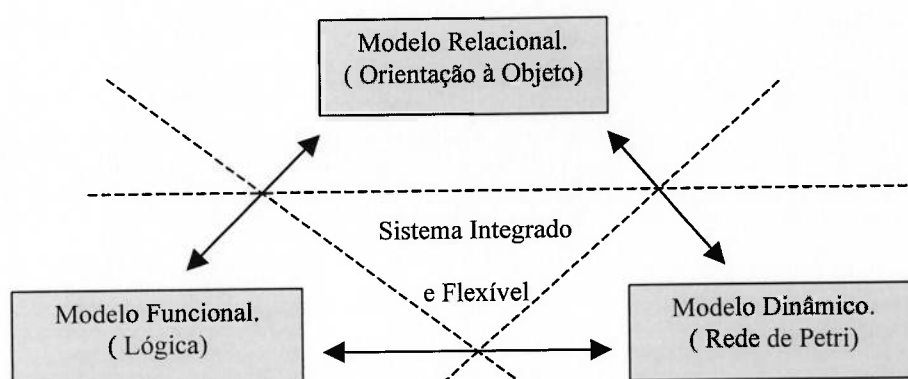 Modelo Relacional.
( Orientação à Objeto)
Sistema Integrado
e Flexível
Modelo Funcional.
( Lógica)
Modelo Dinâmico.
( Rede de Petri)